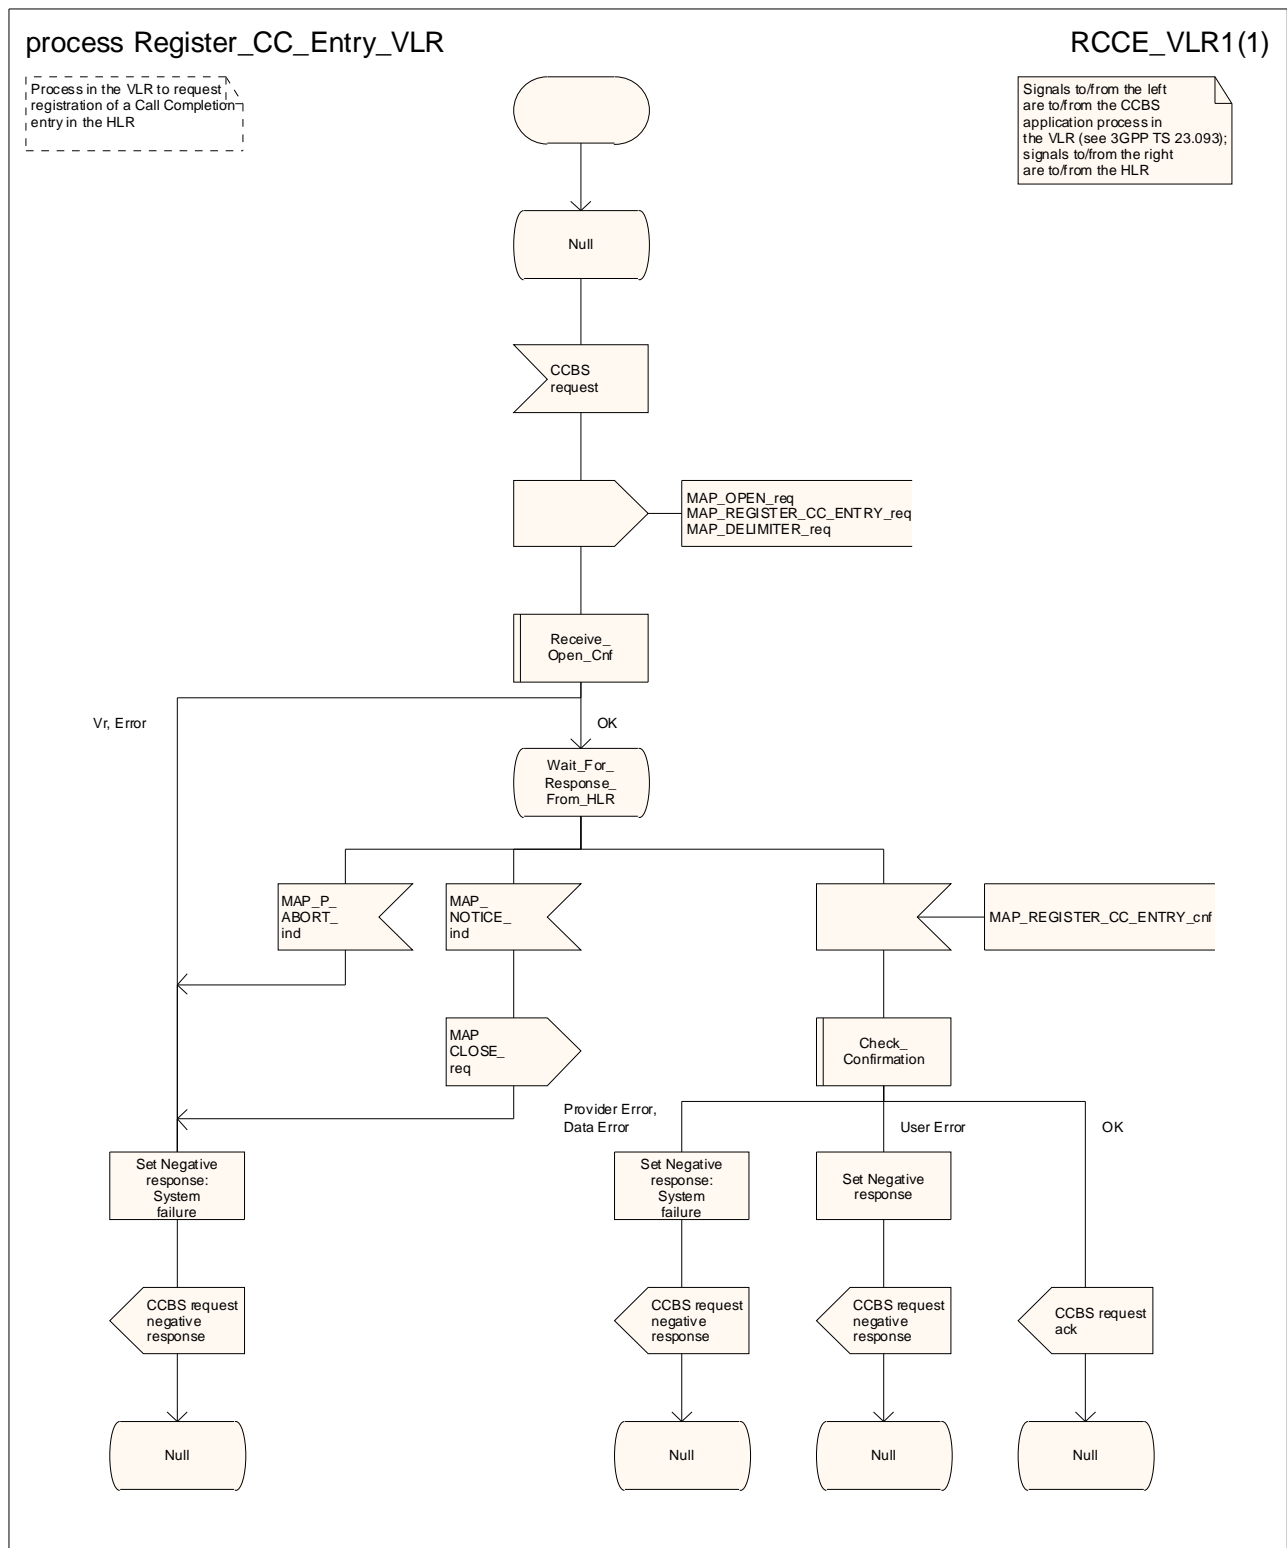 process Register_CC_Entry_VLR
RCCE_VLR1(1)
Process in the VLR to request
registration of a Call Completion
entry in the HLR
Signals to/from the left
are to/from the CCBS
application process in
the VLR (see 3GPP TS 23.093);
signals to/from the right
are to/from the HLR
Null
CCBS
request
MAP_OPEN_req
MAP_REGISTER_CC_ENTRY_req
MAP_DELIMITER_req
Receive_
Open_Cnf
Vr, Error
OK
Wait_For_
Response_
From_HLR
MAP_P_
ABORT_
ind
MAP_
NOTICE_
ind
MAP_REGISTER_CC_ENTRY_cnf
MAP
CLOSE_
req
Check_
Confirmation
Provider Error,
Data Error
User Error
OK
Set Negative
response:
System
failure
Set Negative
response:
System
failure
Set Negative
response
CCBS request
negative
response
CCBS request
negative
response
CCBS request
negative
response
CCBS request
ack
Null
Null
Null
Null